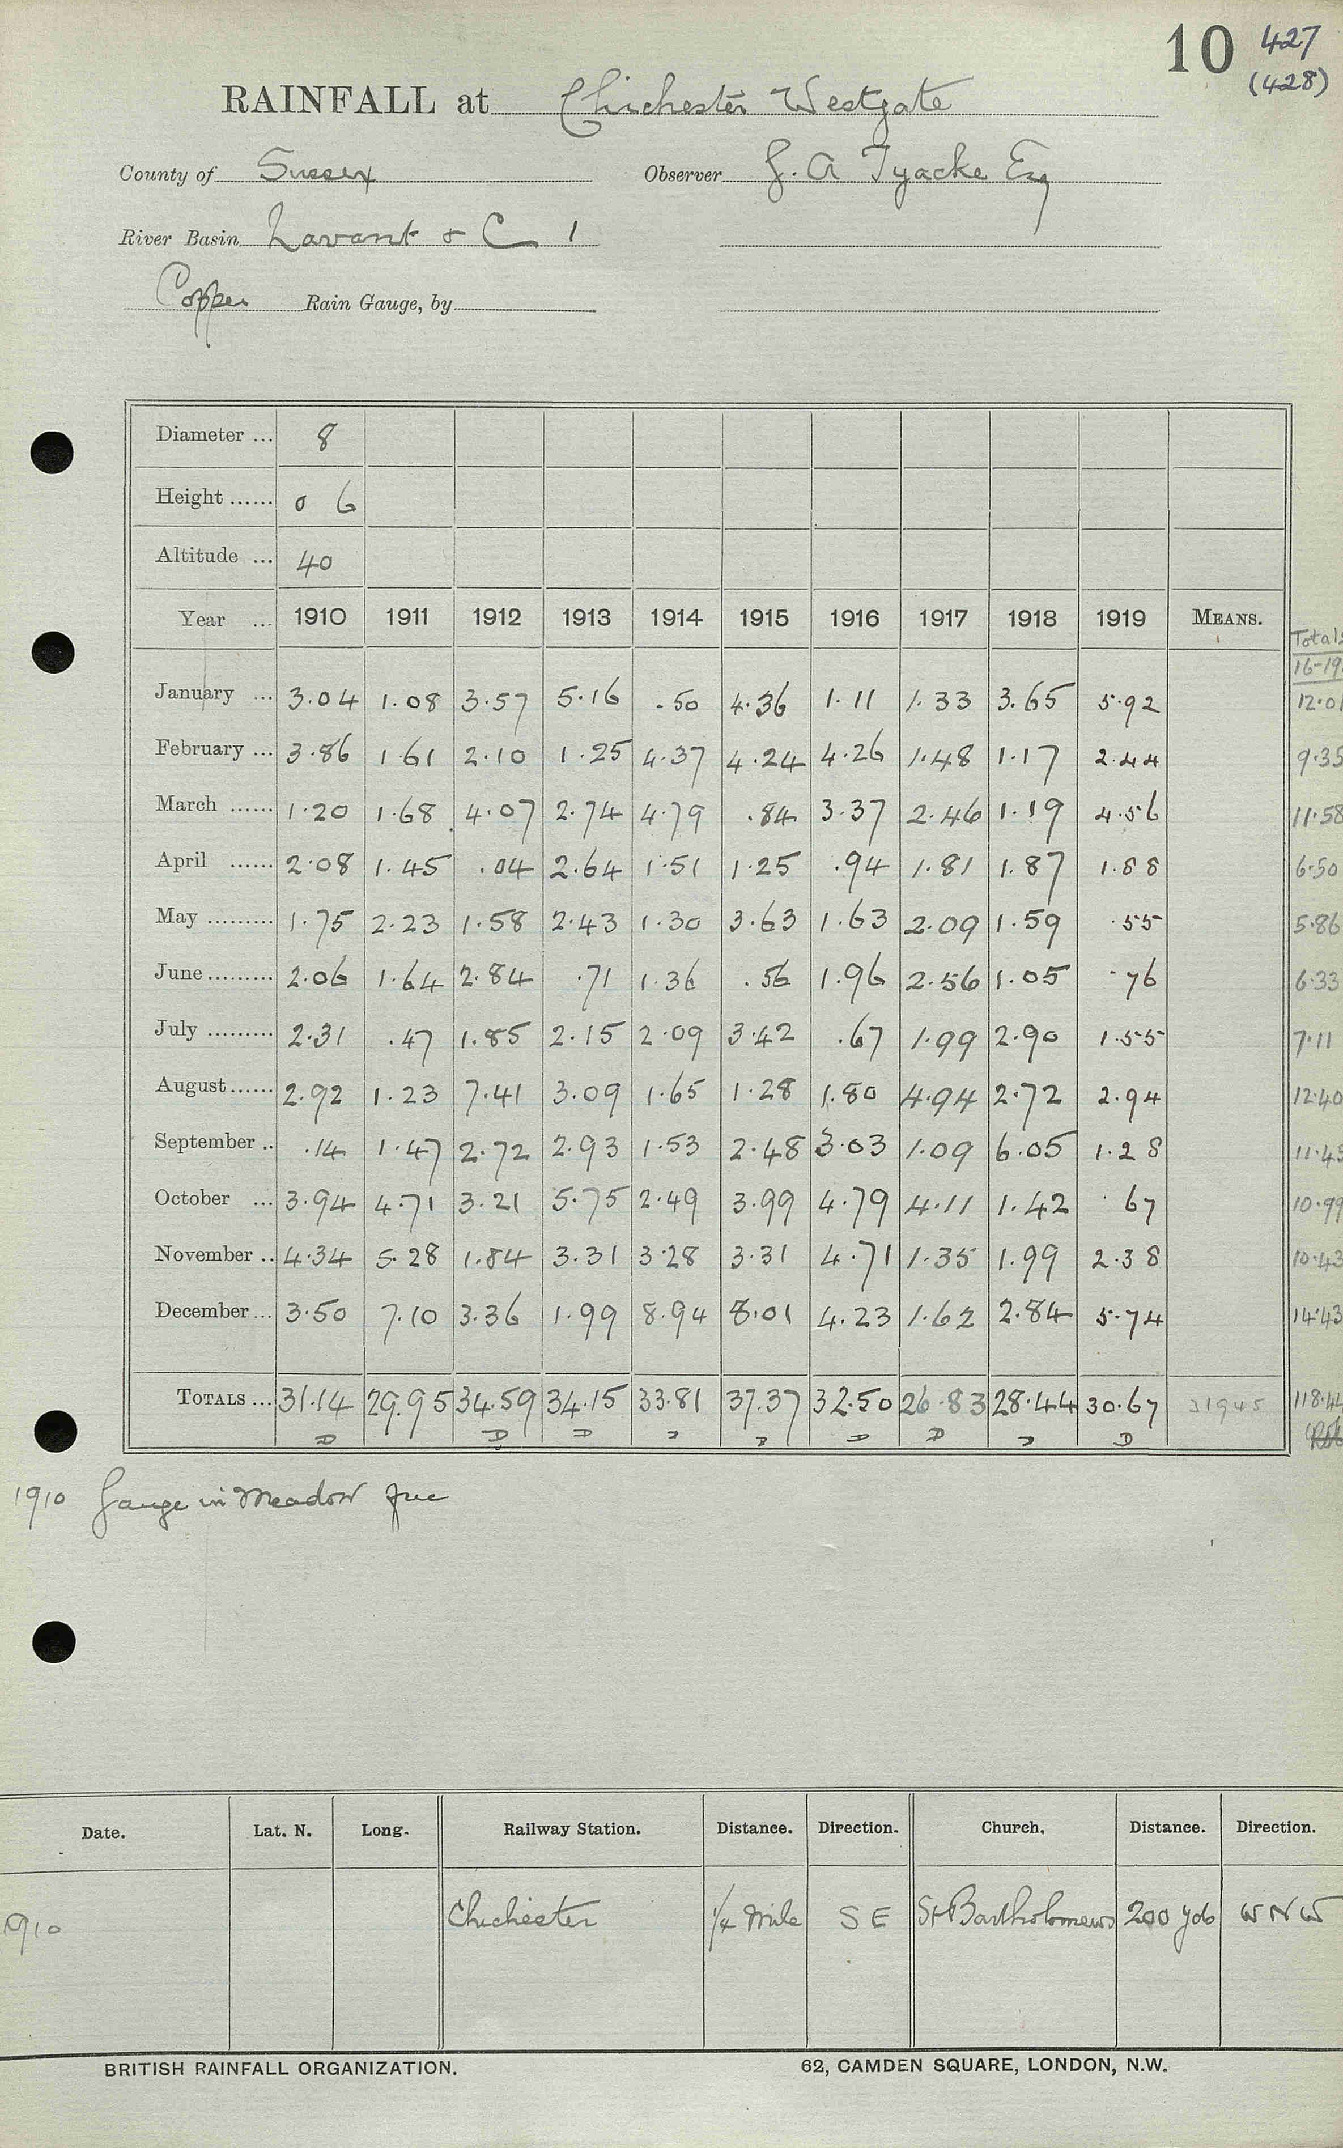 10 427
(428)
RAINFALL at Chichester Westgate
County of Sussex Observer G. A Tyacke Esq
River Basin Lavant & C 1
Copper Rain Gauge, by
Diameter ... 8
Height ...... 0 6
Altitude ... 40
Year ... 1910 1911 1912 1913 1914 1915 1916 1917 1918 1919 MEANS. Totals
16-19
January ... 3.04 1.08 3.57 5.16 .50 4.36 1.11 1.33 3.65 5.92 12.01
February ... 3.86 1.61 2.10 1.25 4.37 4.24 4.26 1.48 1.17 2.44 9.35
March ...... 1.20 1.68 4.07 2.74 4.79 .84 3.37 2.46 1.19 4.56 11.58
April ...... 2.08 1.45 .04 2.64 1.51 1.25 .94 1.81 1.87 1.88 6.50
May ......... 1.75 2.23 1.58 2.43 1.30 3.63 1.63 2.09 1.59 .55 5.86
June ......... 2.06 1.64 2.84 .71 1.36 .56 1.96 2.56 1.05 .76 6.33
July ......... 2.31 .47 1.85 2.15 2.09 3.42 .67 1.99 2.90 1.55 7.11
August ...... 2.92 1.23 7.41 3.09 1.65 1.28 1.80 4.94 2.72 2.94 12.40
September .. .14 1.47 2.72 2.93 1.53 2.48 3.03 1.09 6.05 1.28 11.45
October ... 3.94 4.71 3.21 5.75 2.49 3.99 4.79 4.11 1.42 .67 10.99
November .. 4.34 5.28 1.84 3.31 3.28 3.31 4.71 1.35 1.99 2.38 10.43
December ... 3.50 7.10 3.36 1.99 8.94 8.01 4.23 1.62 2.84 5.74 14.43
TOTALS ... 31.14 29.95 34.59 34.15 33.81 37.37 32.50 26.83 28.44 30.67 31945 118.44
D D D D D D D D D
1910 Gauge in Meadow
Date. Lat. N. Long. Railway Station. Distance. Direction. Church. Distance. Direction.
1910 Chichester 1/4 Mile S E St Bartholomews 200 yds W N W
BRITISH RAINFALL ORGANIZATION. 62, CAMDEN SQUARE, LONDON, N.W.